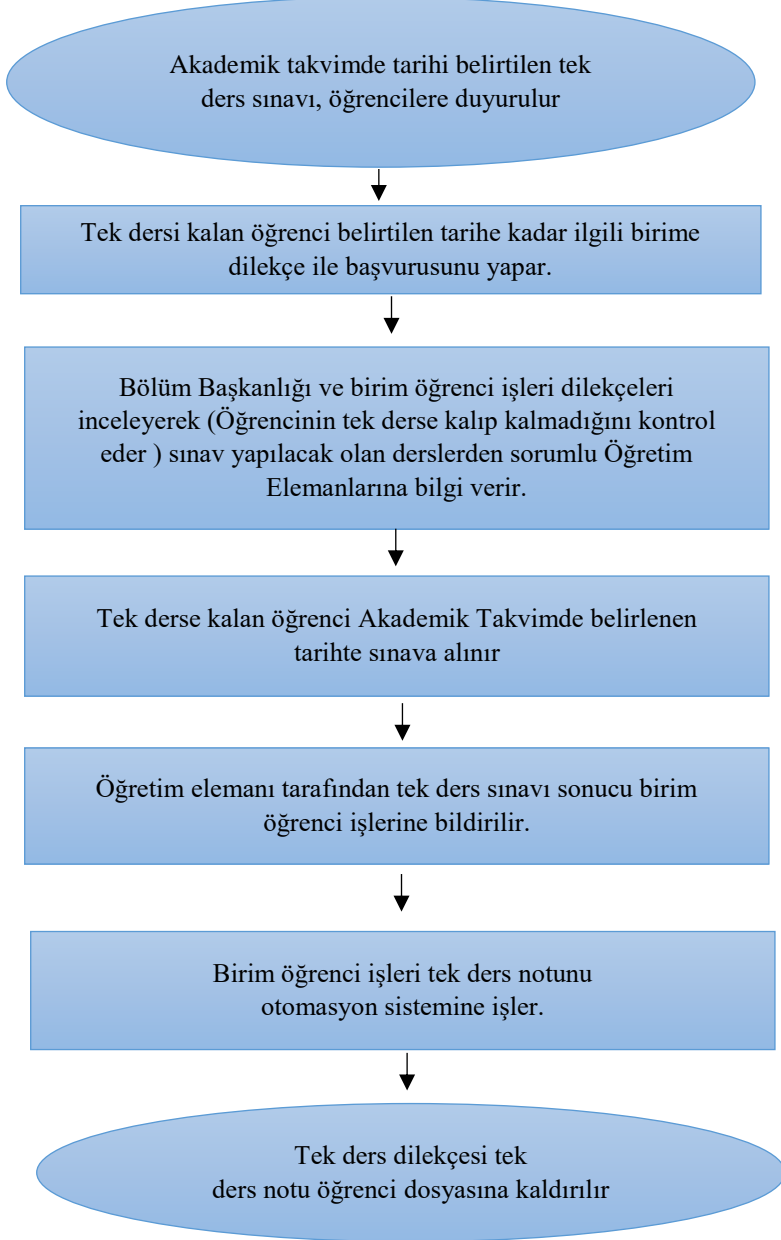 Akademik takvimde tarihi belirtilen tek
ders sınavı, öğrencilere duyurulur
Tek dersi kalan öğrenci belirtilen tarihe kadar ilgili birime
dilekçe ile başvurusunu yapar.
Bölüm Başkanlığı ve birim öğrenci işleri dilekçeleri
inceleyerek (Öğrencinin tek derse kalıp kalmadığını kontrol
eder ) sınav yapılacak olan derslerden sorumlu Öğretim
Elemanlarına bilgi verir.
Tek derse kalan öğrenci Akademik Takvimde belirlenen
tarihte sınava alınır
Öğretim elemanı tarafından tek ders sınavı sonucu birim
öğrenci işlerine bildirilir.
Birim öğrenci işleri tek ders notunu
otomasyon sistemine işler.
Tek ders dilekçesi tek
ders notu öğrenci dosyasına kaldırılır